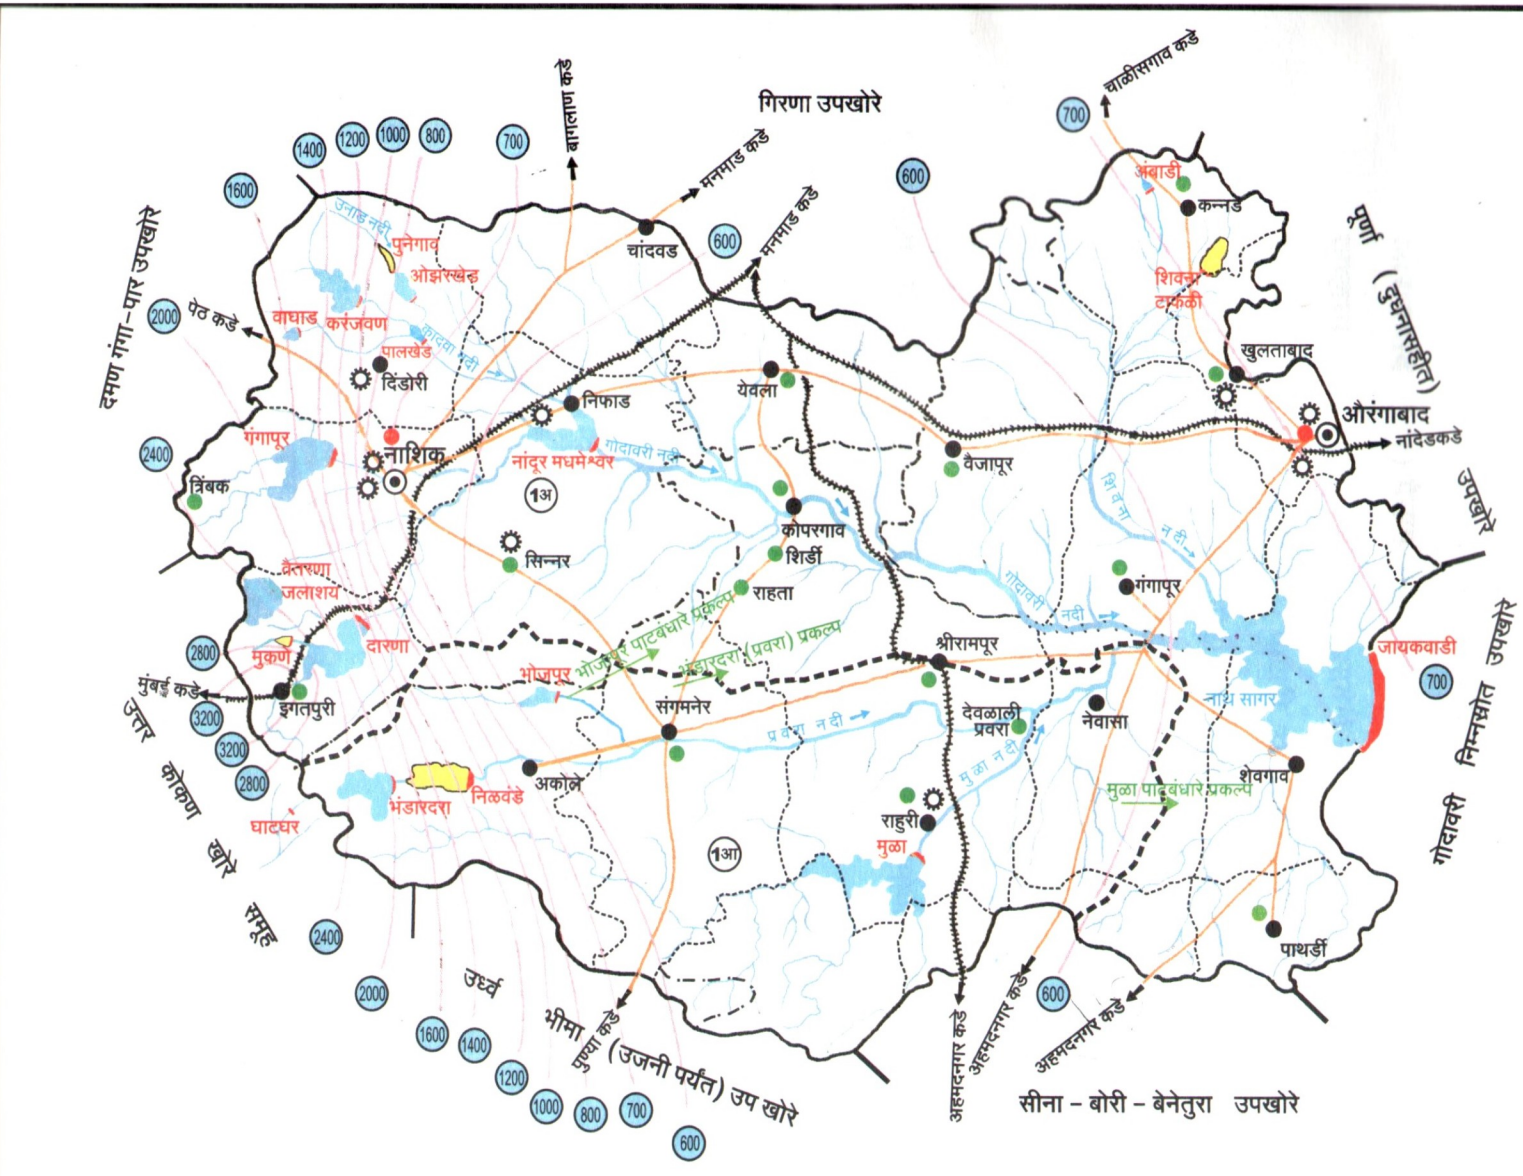 चाळीसगाव कडे
बागलाण कडे
गिरणा उपखोरे
700
1000
800
1200
1400
700
मनमाड कडे
अंबाडी
600
1600
मनमाड कडे
कन्नड
उनाड नदी
चांदवड
600
पुनेगाव
ओझरखेड
शिवना
टाकळी
दमण गंगा-पार उपखोरे
पूर्णा (दुधनासहीत)
उपखोरे
2000
पेठ कडे
वाघाड
करंजवण
कादवा नदी
पालखेड
दिंडोरी
खुलताबाद
येवला
निफाड
औरंगाबाद
नांदेडकडे
गंगापूर
नाशिक
गोदावरी नदी
नांदूर मधमेश्वर
वैजापूर
2400
त्रिंबक
1अ
शिवना नदी
कोपरगाव
शिर्डी
सिन्नर
वैतरणा
जलाशय
राहता
गोदावरी नदी
गंगापूर
भोजापूर पाटबंधारे प्रकल्प
भंडारदरा (प्रवरा) प्रकल्प
दारणा
मुकणे
2800
श्रीरामपूर
जायकवाडी
700
मुंबई कडे
इगतपुरी
भोजपूर
संगमनेर
नाथ सागर
3200
देवळाली
प्रवरा
नेवासा
प्रवरा नदी
मुळा नदी
3200
2800
अकोले
शेवगाव
भंडारदरा
निळवंडे
मुळा पाटबंधारे प्रकल्प
घाटघर
राहुरी
मुळा
1आ
उत्तर कोकण खोरे समूह
गोदावरी निम्नस्रोत उपखोरे
2400
पाथर्डी
2000
600
उर्ध्व
भीमा (उजनी पर्यंत) उप खोरे
पुण्या कडे
अहमदनगर कडे
अहमदनगर कडे
अहमदनगर कडे
1600
1400
1200
1000
800
700
600
सीना - बोरी - बेनेतुरा उपखोरे